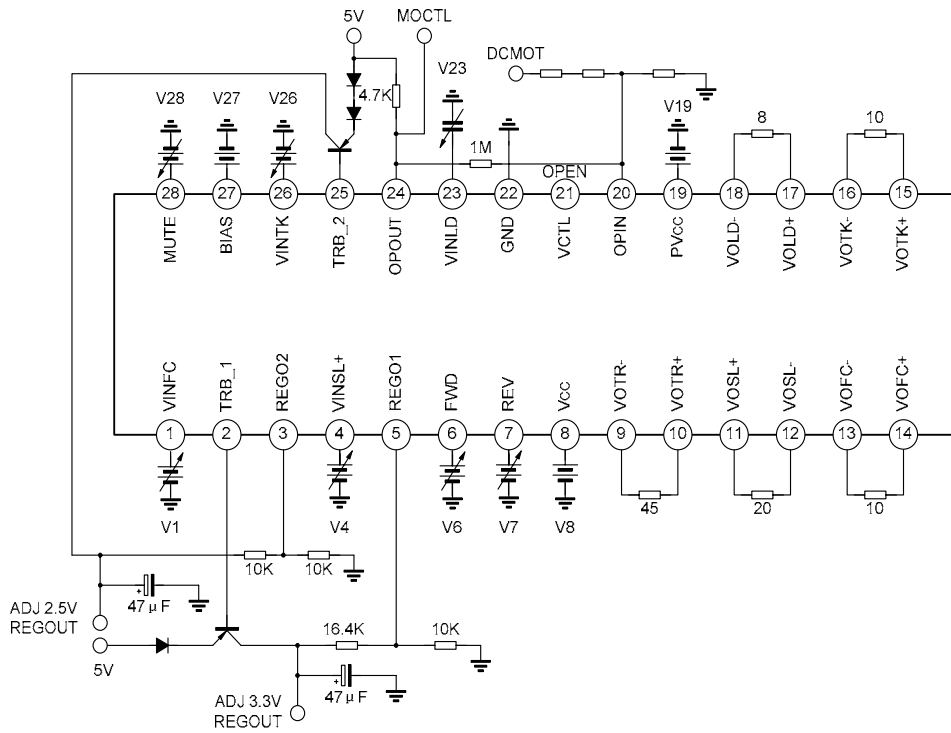 5V
MOCTL
DCMOT
V23
V28
V27
V26
4.7K
V19
8
10
1M
OPEN
28
27
26
25
24
23
22
21
20
19
18
17
16
15
MUTE
BIAS
VINTK
TRB_2
OPOUT
VINLD
GND
VCTL
OPIN
PVCC
VOLD-
VOLD+
VOTK-
VOTK+
VINFC
TRB_1
REGO2
VINSL+
REGO1
FWD
REV
VCC
VOTR-
VOTR+
VOSL+
VOSL-
VOFC-
VOFC+
1
2
3
4
5
6
7
8
9
10
11
12
13
14
V1
V4
V6
V7
V8
45
20
10
10K
10K
+
47μF
ADJ 2.5V
REGOUT
5V
16.4K
10K
+
47μF
ADJ 3.3V
REGOUT